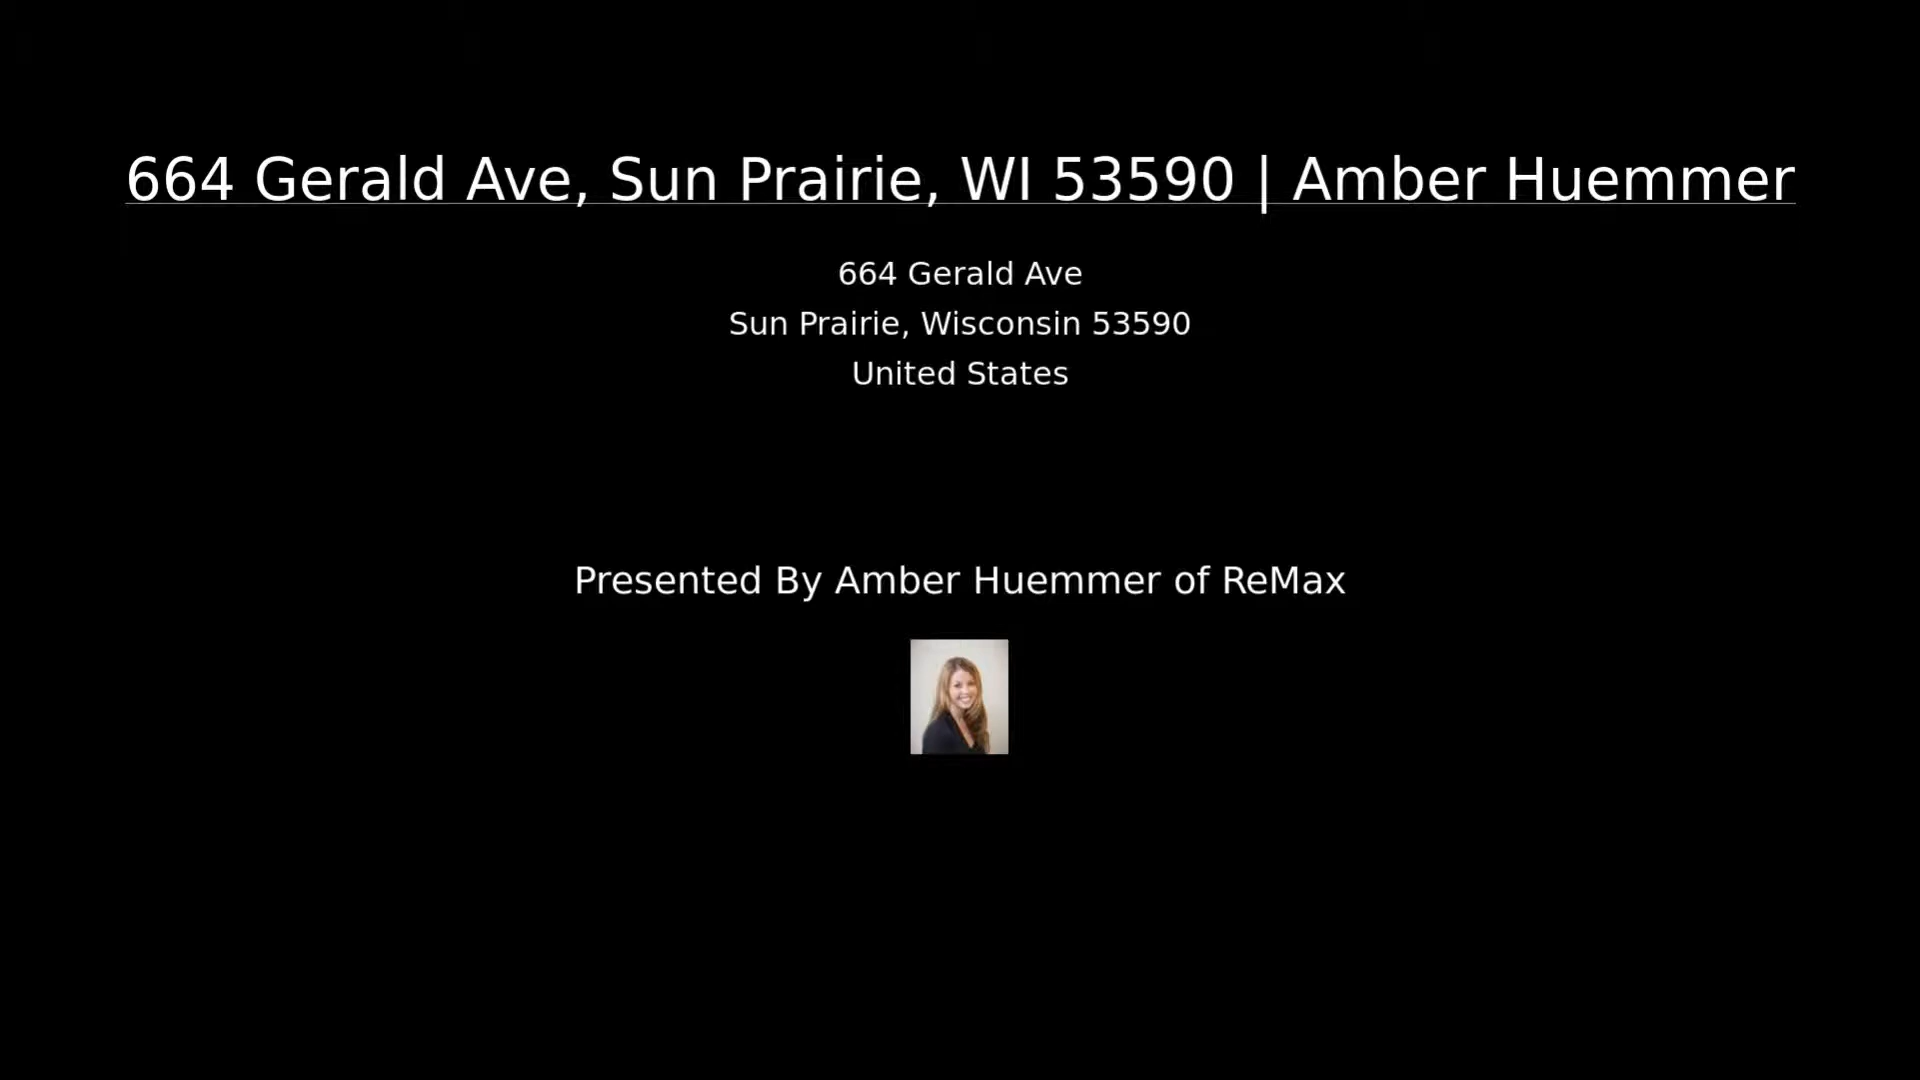 664 Gerald Ave, Sun Prairie, WI 53590 | Amber Huemmer
664 Gerald Ave
Sun Prairie, Wisconsin 53590
United States
Presented By Amber Huemmer of ReMax